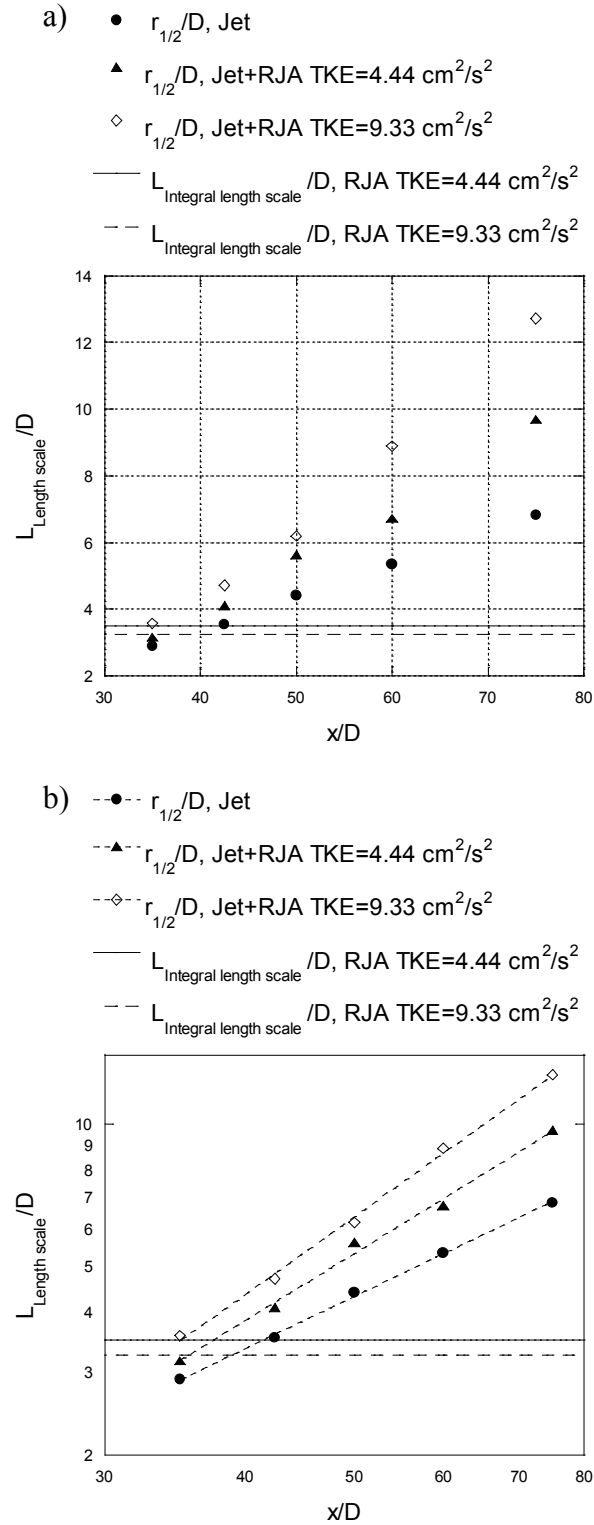 a)
r1/2/D, Jet
r1/2/D, Jet+RJA TKE=4.44 cm²/s²
r1/2/D, Jet+RJA TKE=9.33 cm²/s²
LIntegral length scale /D, RJA TKE=4.44 cm²/s²
LIntegral length scale /D, RJA TKE=9.33 cm²/s²
14
12
10
8
6
4
2
LLength scale/D
30 40 50 60 70 80
x/D
b)
r1/2/D, Jet
r1/2/D, Jet+RJA TKE=4.44 cm²/s²
r1/2/D, Jet+RJA TKE=9.33 cm²/s²
LIntegral length scale /D, RJA TKE=4.44 cm²/s²
LIntegral length scale /D, RJA TKE=9.33 cm²/s²
10
9
8
7
6
5
4
3
2
LLength scale/D
30 40 50 60 70 80
x/D